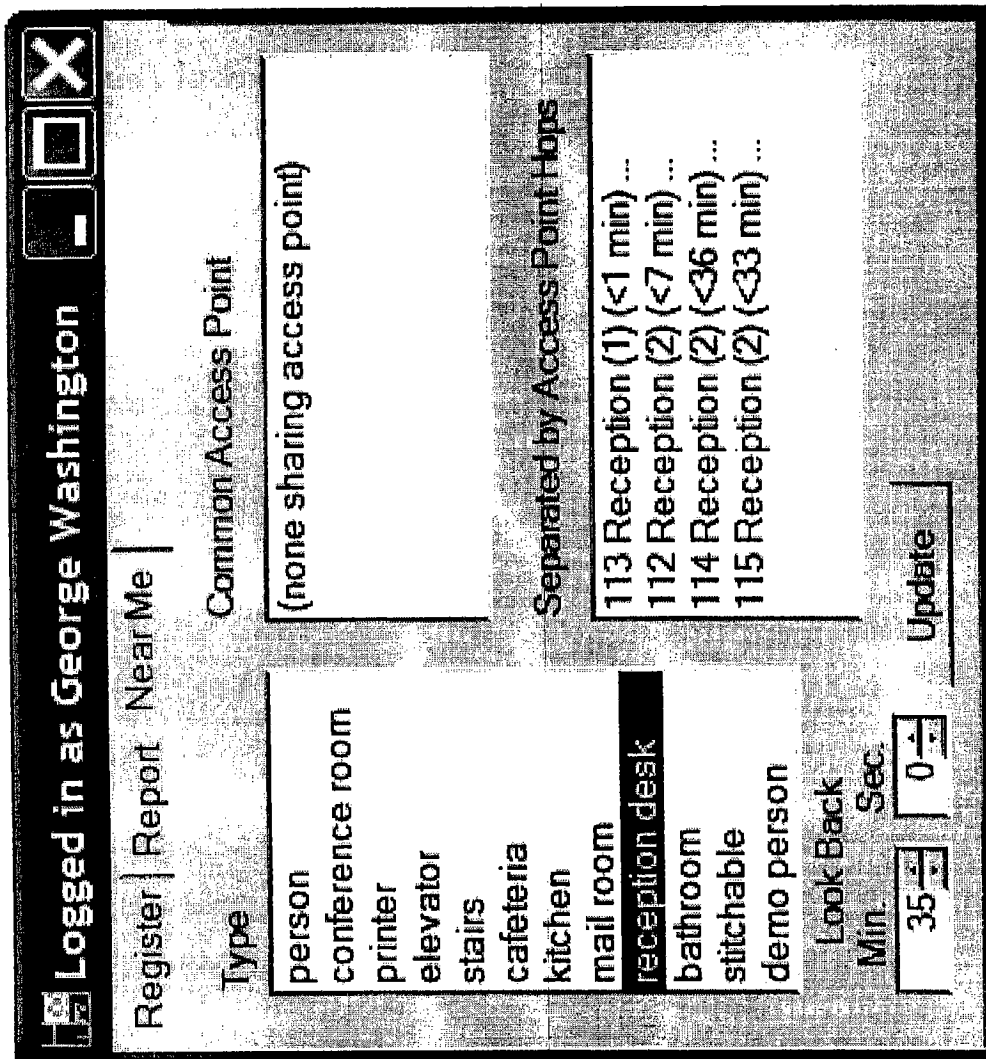 Logged in as George Washington
Register Report Near Me
Type
person
conference room
printer
elevator
stairs
cafeteria
kitchen
mail room
reception desk
bathroom
stitchable
demo person
Look Back
Min. Sec.
35 0
Common Access Point
(none sharing access point)
Separated by Access Point Hops
113 Reception (1) (<1 min) ...
112 Reception (2) (<7 min) ...
114 Reception (2) (<36 min) ...
115 Reception (2) (<33 min) ...
Update